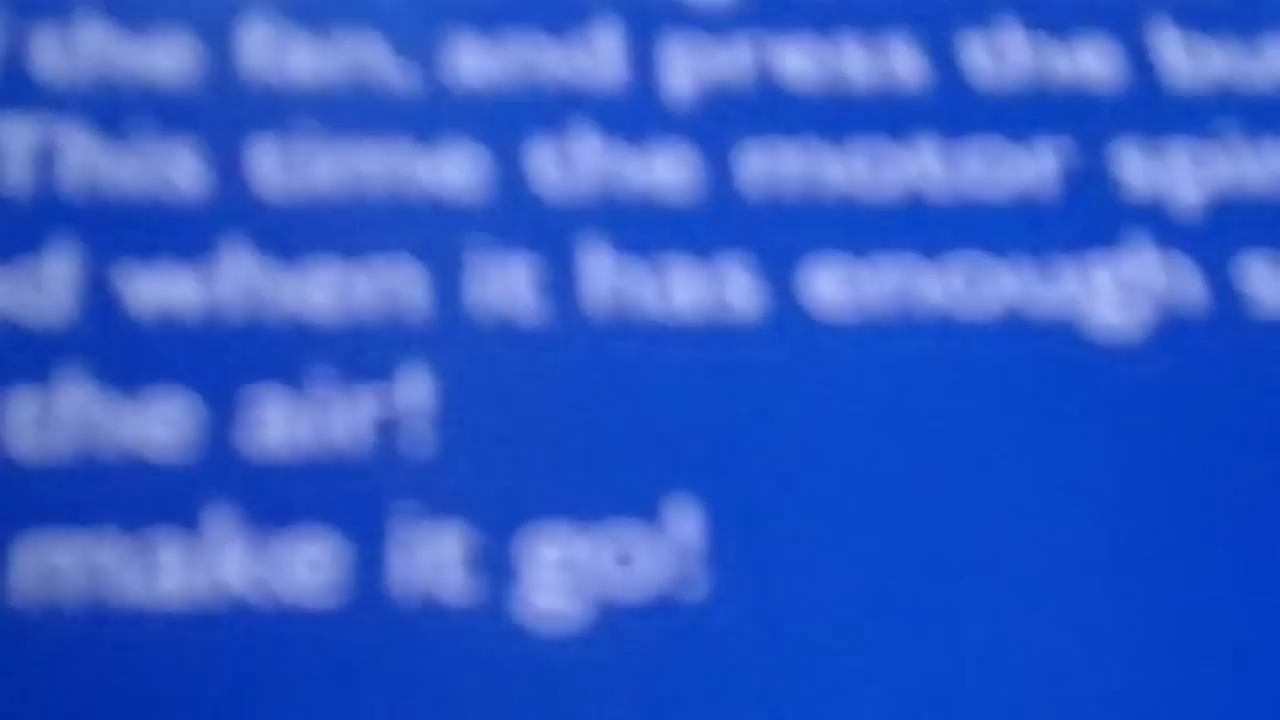 the fan, and press the
This time the motor
when it has enough
the air!
make it go!